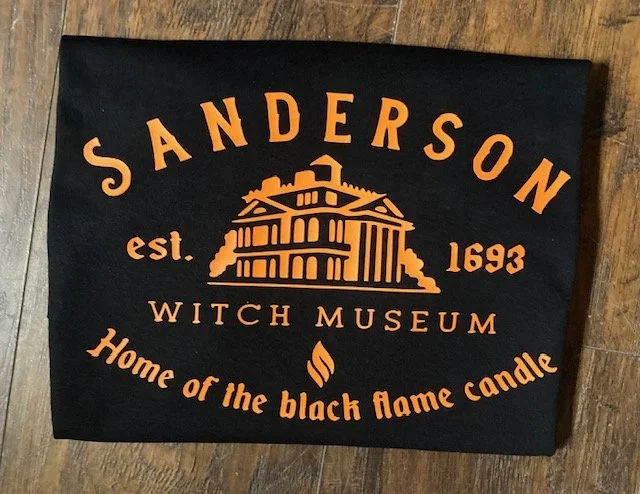 SANDERSON
est. 1693
WITCH MUSEUM
Home of the black flame candle